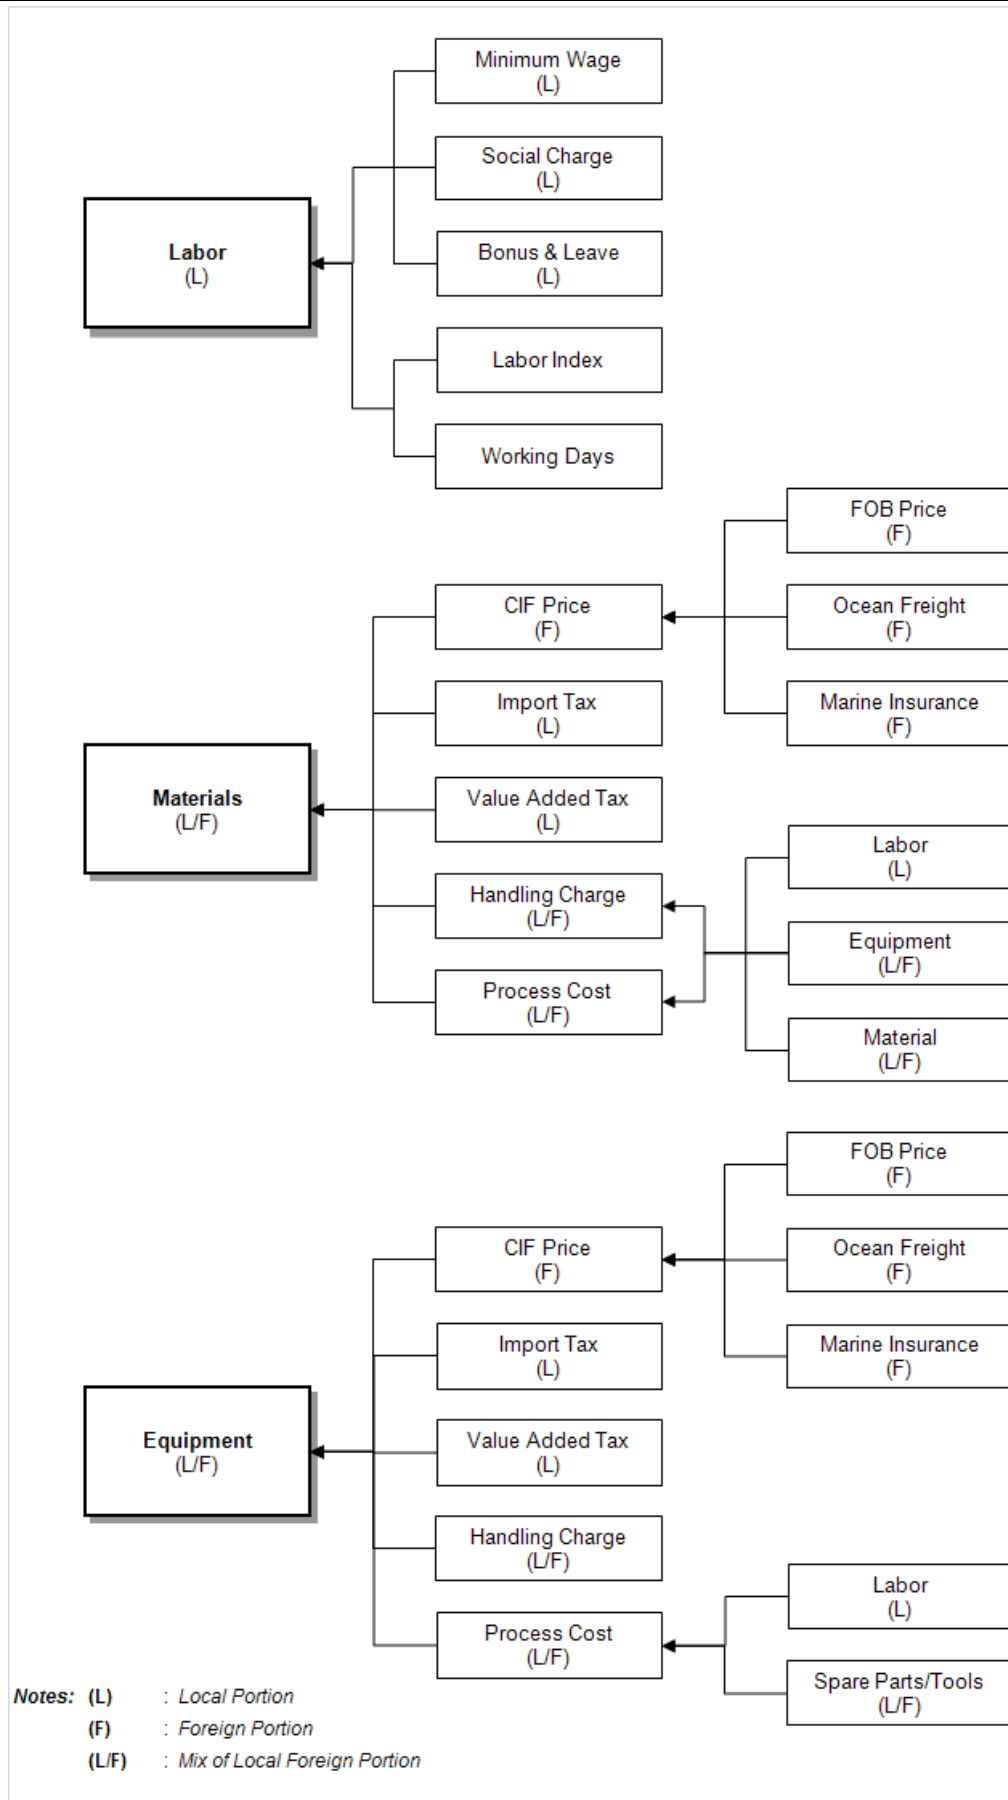 Minimum Wage
(L)
Social Charge
(L)
Labor
(L)
Bonus & Leave
(L)
Labor Index
Working Days
FOB Price
(F)
CIF Price
(F)
Ocean Freight
(F)
Import Tax
(L)
Marine Insurance
(F)
Materials
(L/F)
Value Added Tax
(L)
Labor
(L)
Handling Charge
(L/F)
Equipment
(L/F)
Process Cost
(L/F)
Material
(L/F)
FOB Price
(F)
CIF Price
(F)
Ocean Freight
(F)
Import Tax
(L)
Marine Insurance
(F)
Equipment
(L/F)
Value Added Tax
(L)
Handling Charge
(L/F)
Labor
(L)
Process Cost
(L/F)
Spare Parts/Tools
(L/F)
Notes: (L) : Local Portion
(F) : Foreign Portion
(L/F) : Mix of Local Foreign Portion